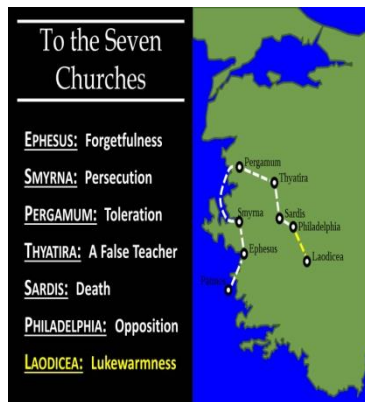 To the Seven
Churches
EPHESUS: Forgetfulness
SMYRNA: Persecution
PERGAMUM: Toleration
THYATIRA: A False Teacher
SARDIS: Death
PHILADELPHIA: Opposition
LAODICEA: Lukewarmness
Pergamum
Thyatira
Smyrna
Sardis
Philadelphia
Ephesus
Laodicea